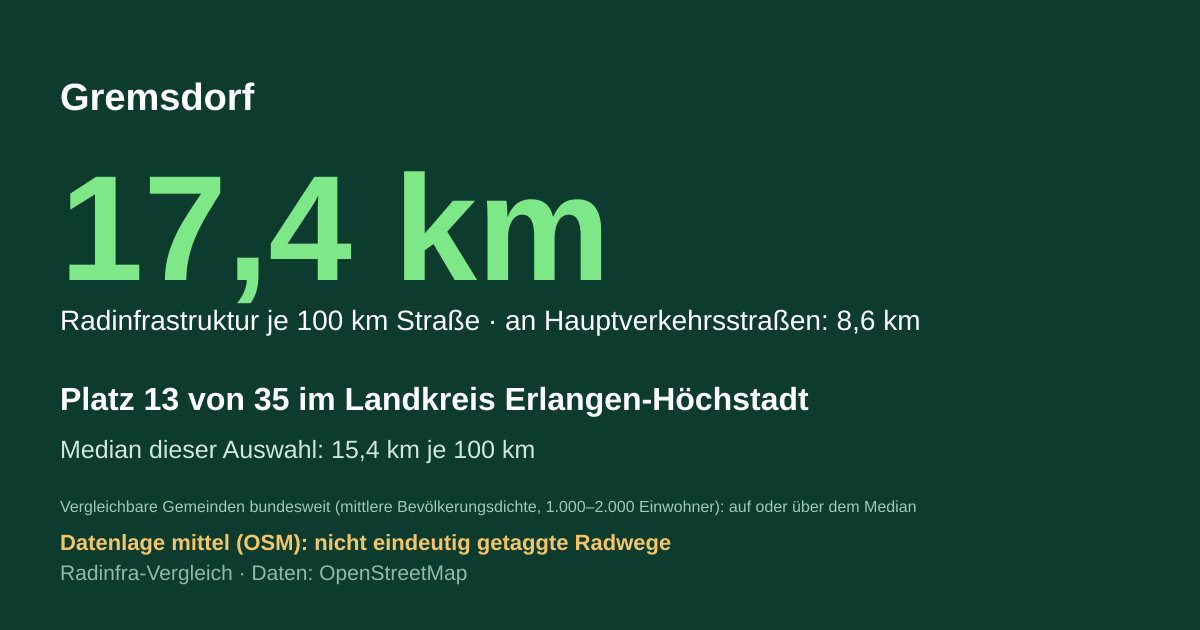 Gremsdorf
17,4 km
Radinfrastruktur je 100 km Straße · an Hauptverkehrsstraßen: 8,6 km
Platz 13 von 35 im Landkreis Erlangen-Höchstadt
Median dieser Auswahl: 15,4 km je 100 km
Vergleichbare Gemeinden bundesweit (mittlere Bevölkerungsdichte, 1.000–2.000 Einwohner): auf oder über dem Median
Datenlage mittel (OSM): nicht eindeutig getaggte Radwege
Radinfra-Vergleich · Daten: OpenStreetMap